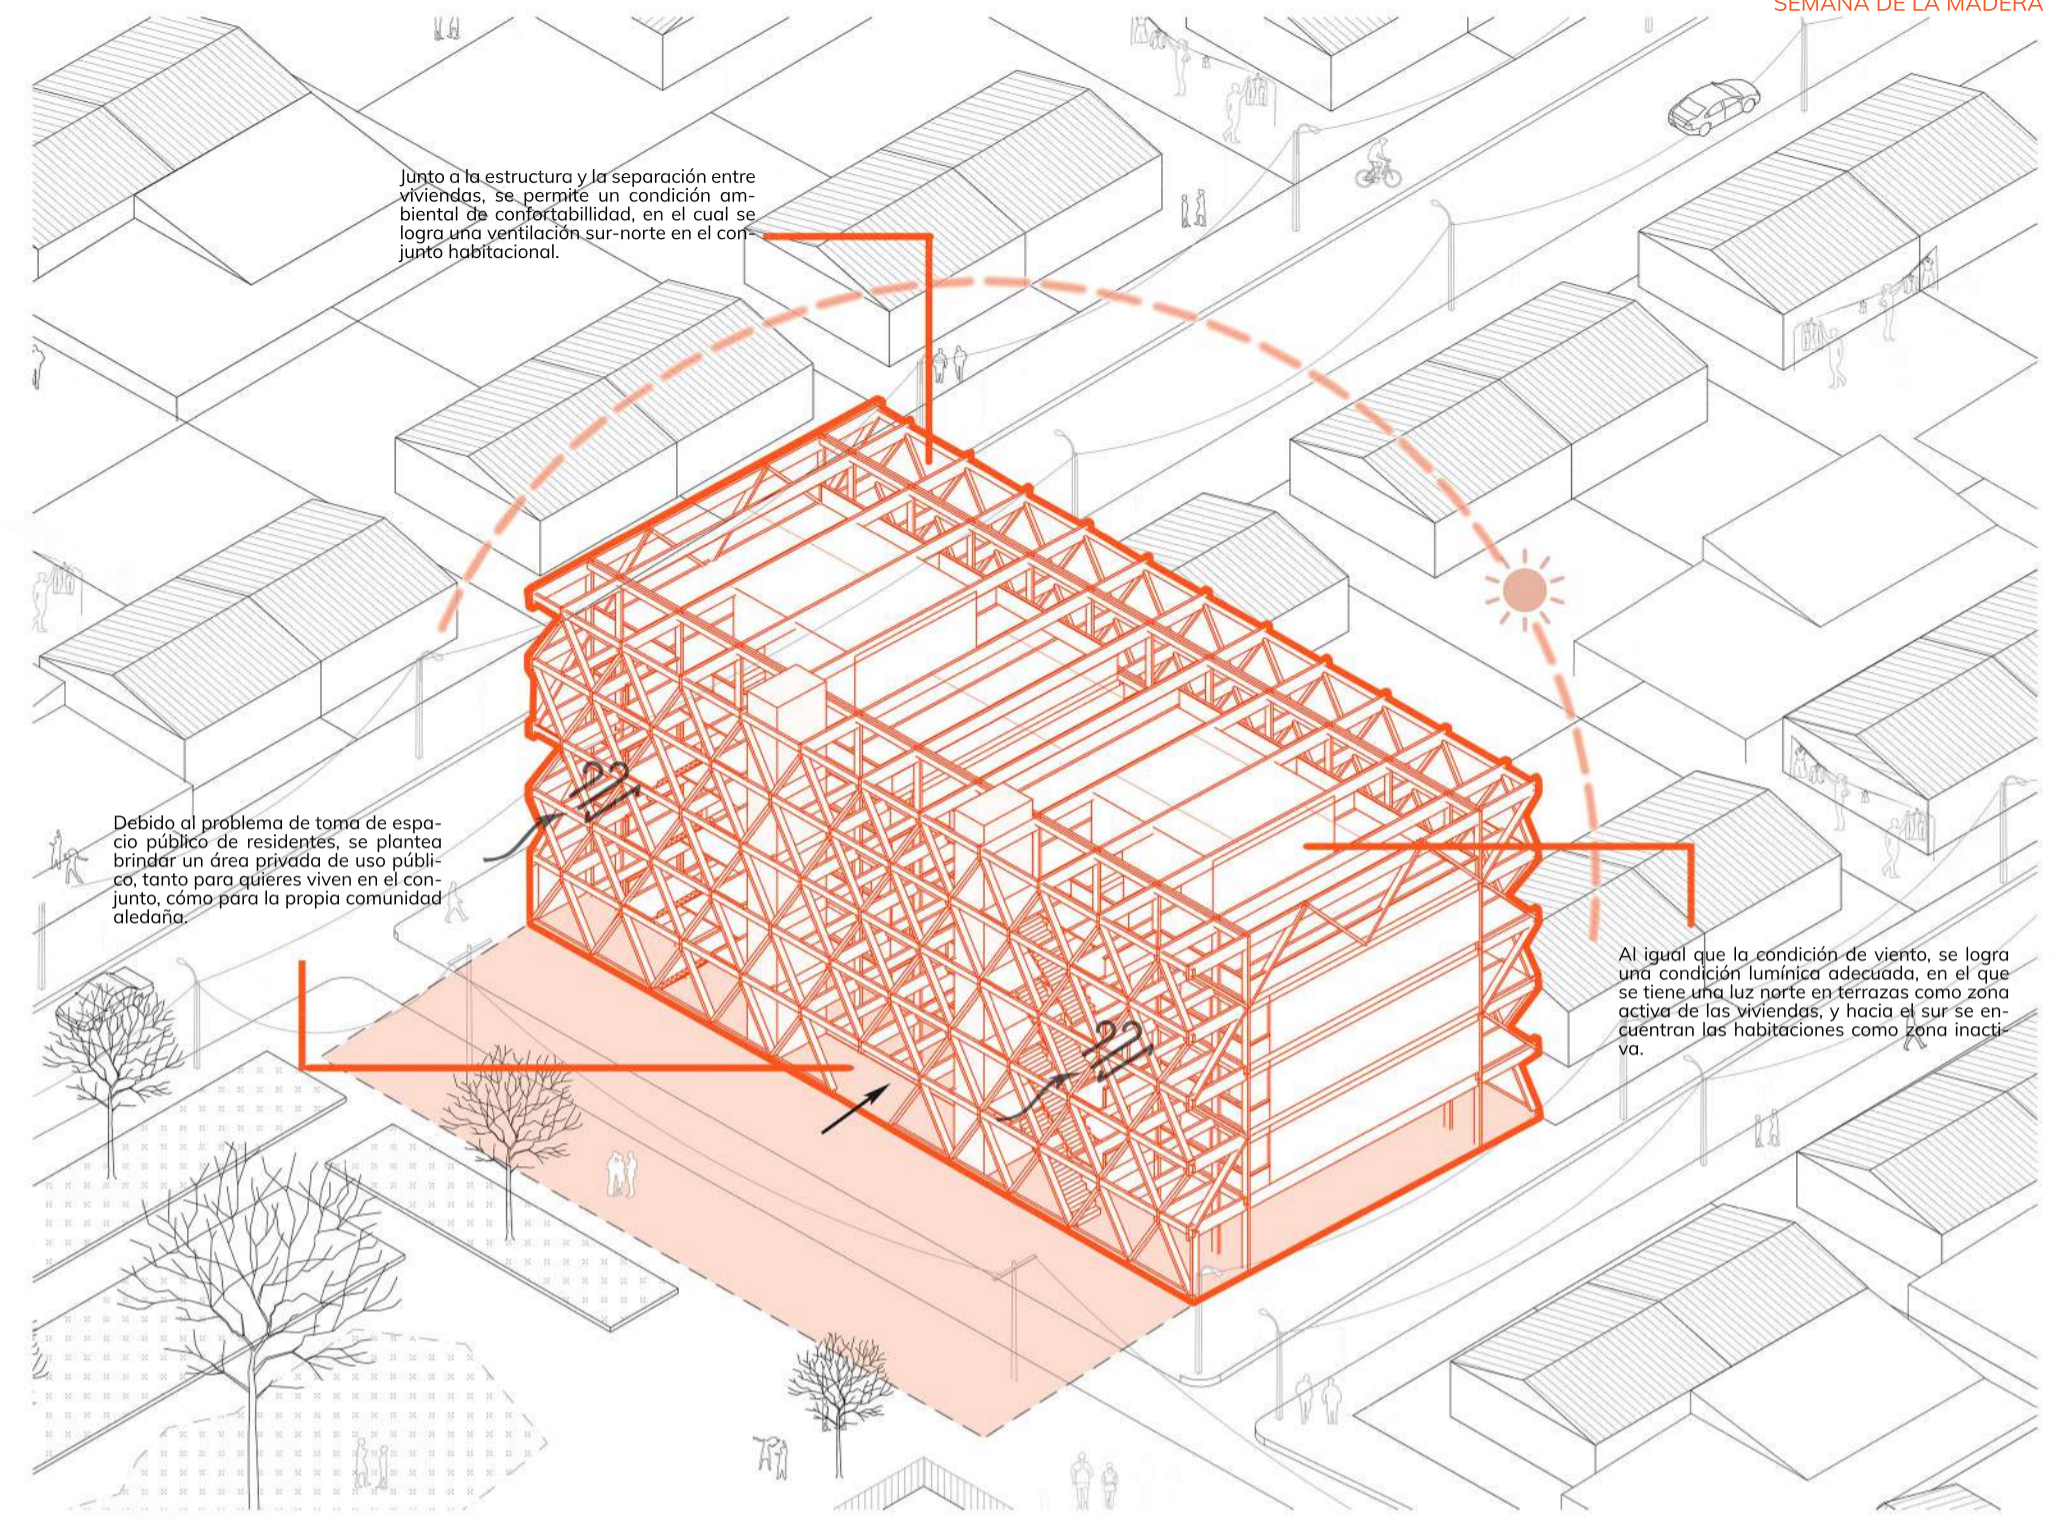 SEMANA DE LA MADERA
Junto a la estructura y la separación entre
viviendas, se permite un condición am-
biental de confortabillidad, en el cual se
logra una ventilación sur-norte en el con-
junto habitacional.
Debido al problema de toma de espa-
cio público de residentes, se plantea
brindar un área privada de uso públi-
co, tanto para quieres viven en el con-
junto, cómo para la propia comunidad
aledaña.
Al igual que la condición de viento, se logra
una condición lumínica adecuada, en el que
se tiene una luz norte en terrazas como zona
activa de las viviendas, y hacia el sur se en-
cuentran las habitaciones como zona inacti-
va.